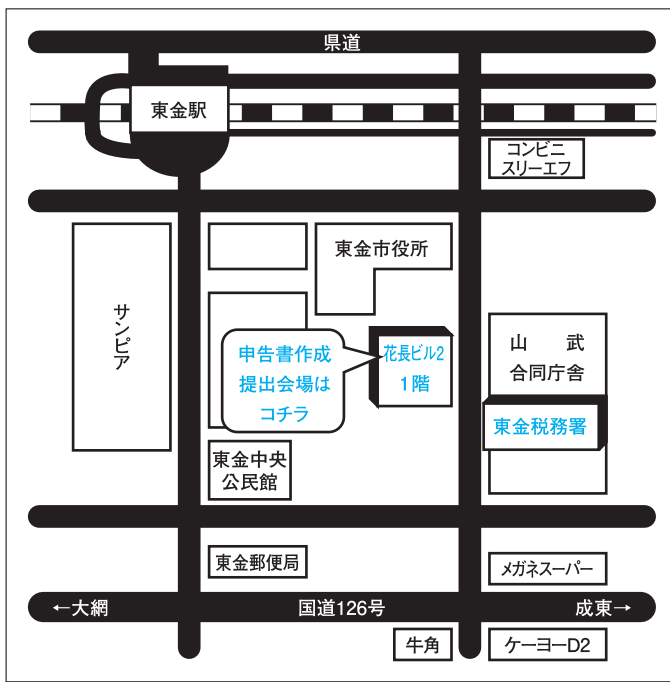 県道
東金駅
コンビニ
スリーエフ
東金市役所
サンピア
申告書作成
提出会場は
コチラ
花長ビル2
1階
山 武
合同庁舎
東金税務署
東金中央
公民館
東金郵便局
メガネスーパー
←大網
国道126号
成東→
牛角
ケーヨーD2